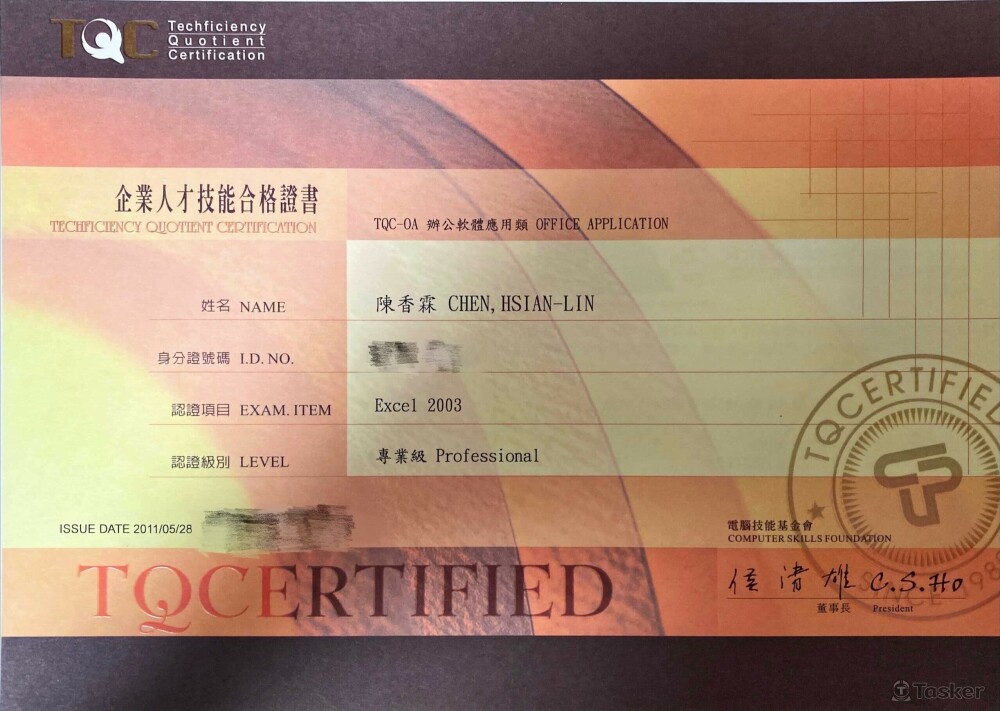 TQC Techficiency
Quotient
Certification
企業人才技能合格證書
TECHFICIENCY QUOTIENT CERTIFICATION
TQC-OA 辦公軟體應用類 OFFICE APPLICATION
姓名 NAME 陳香霖 CHEN,HSIAN-LIN
身分證號碼 I.D. NO.
認證項目 EXAM. ITEM Excel 2003
認證級別 LEVEL 專業級 Professional
ISSUE DATE 2011/05/28
電腦技能基金會
COMPUTER SKILLS FOUNDATION
TQCERTIFIED
C.S.Ho
董事長 President
TQCERTIFIED
SINCE 198
Tasker